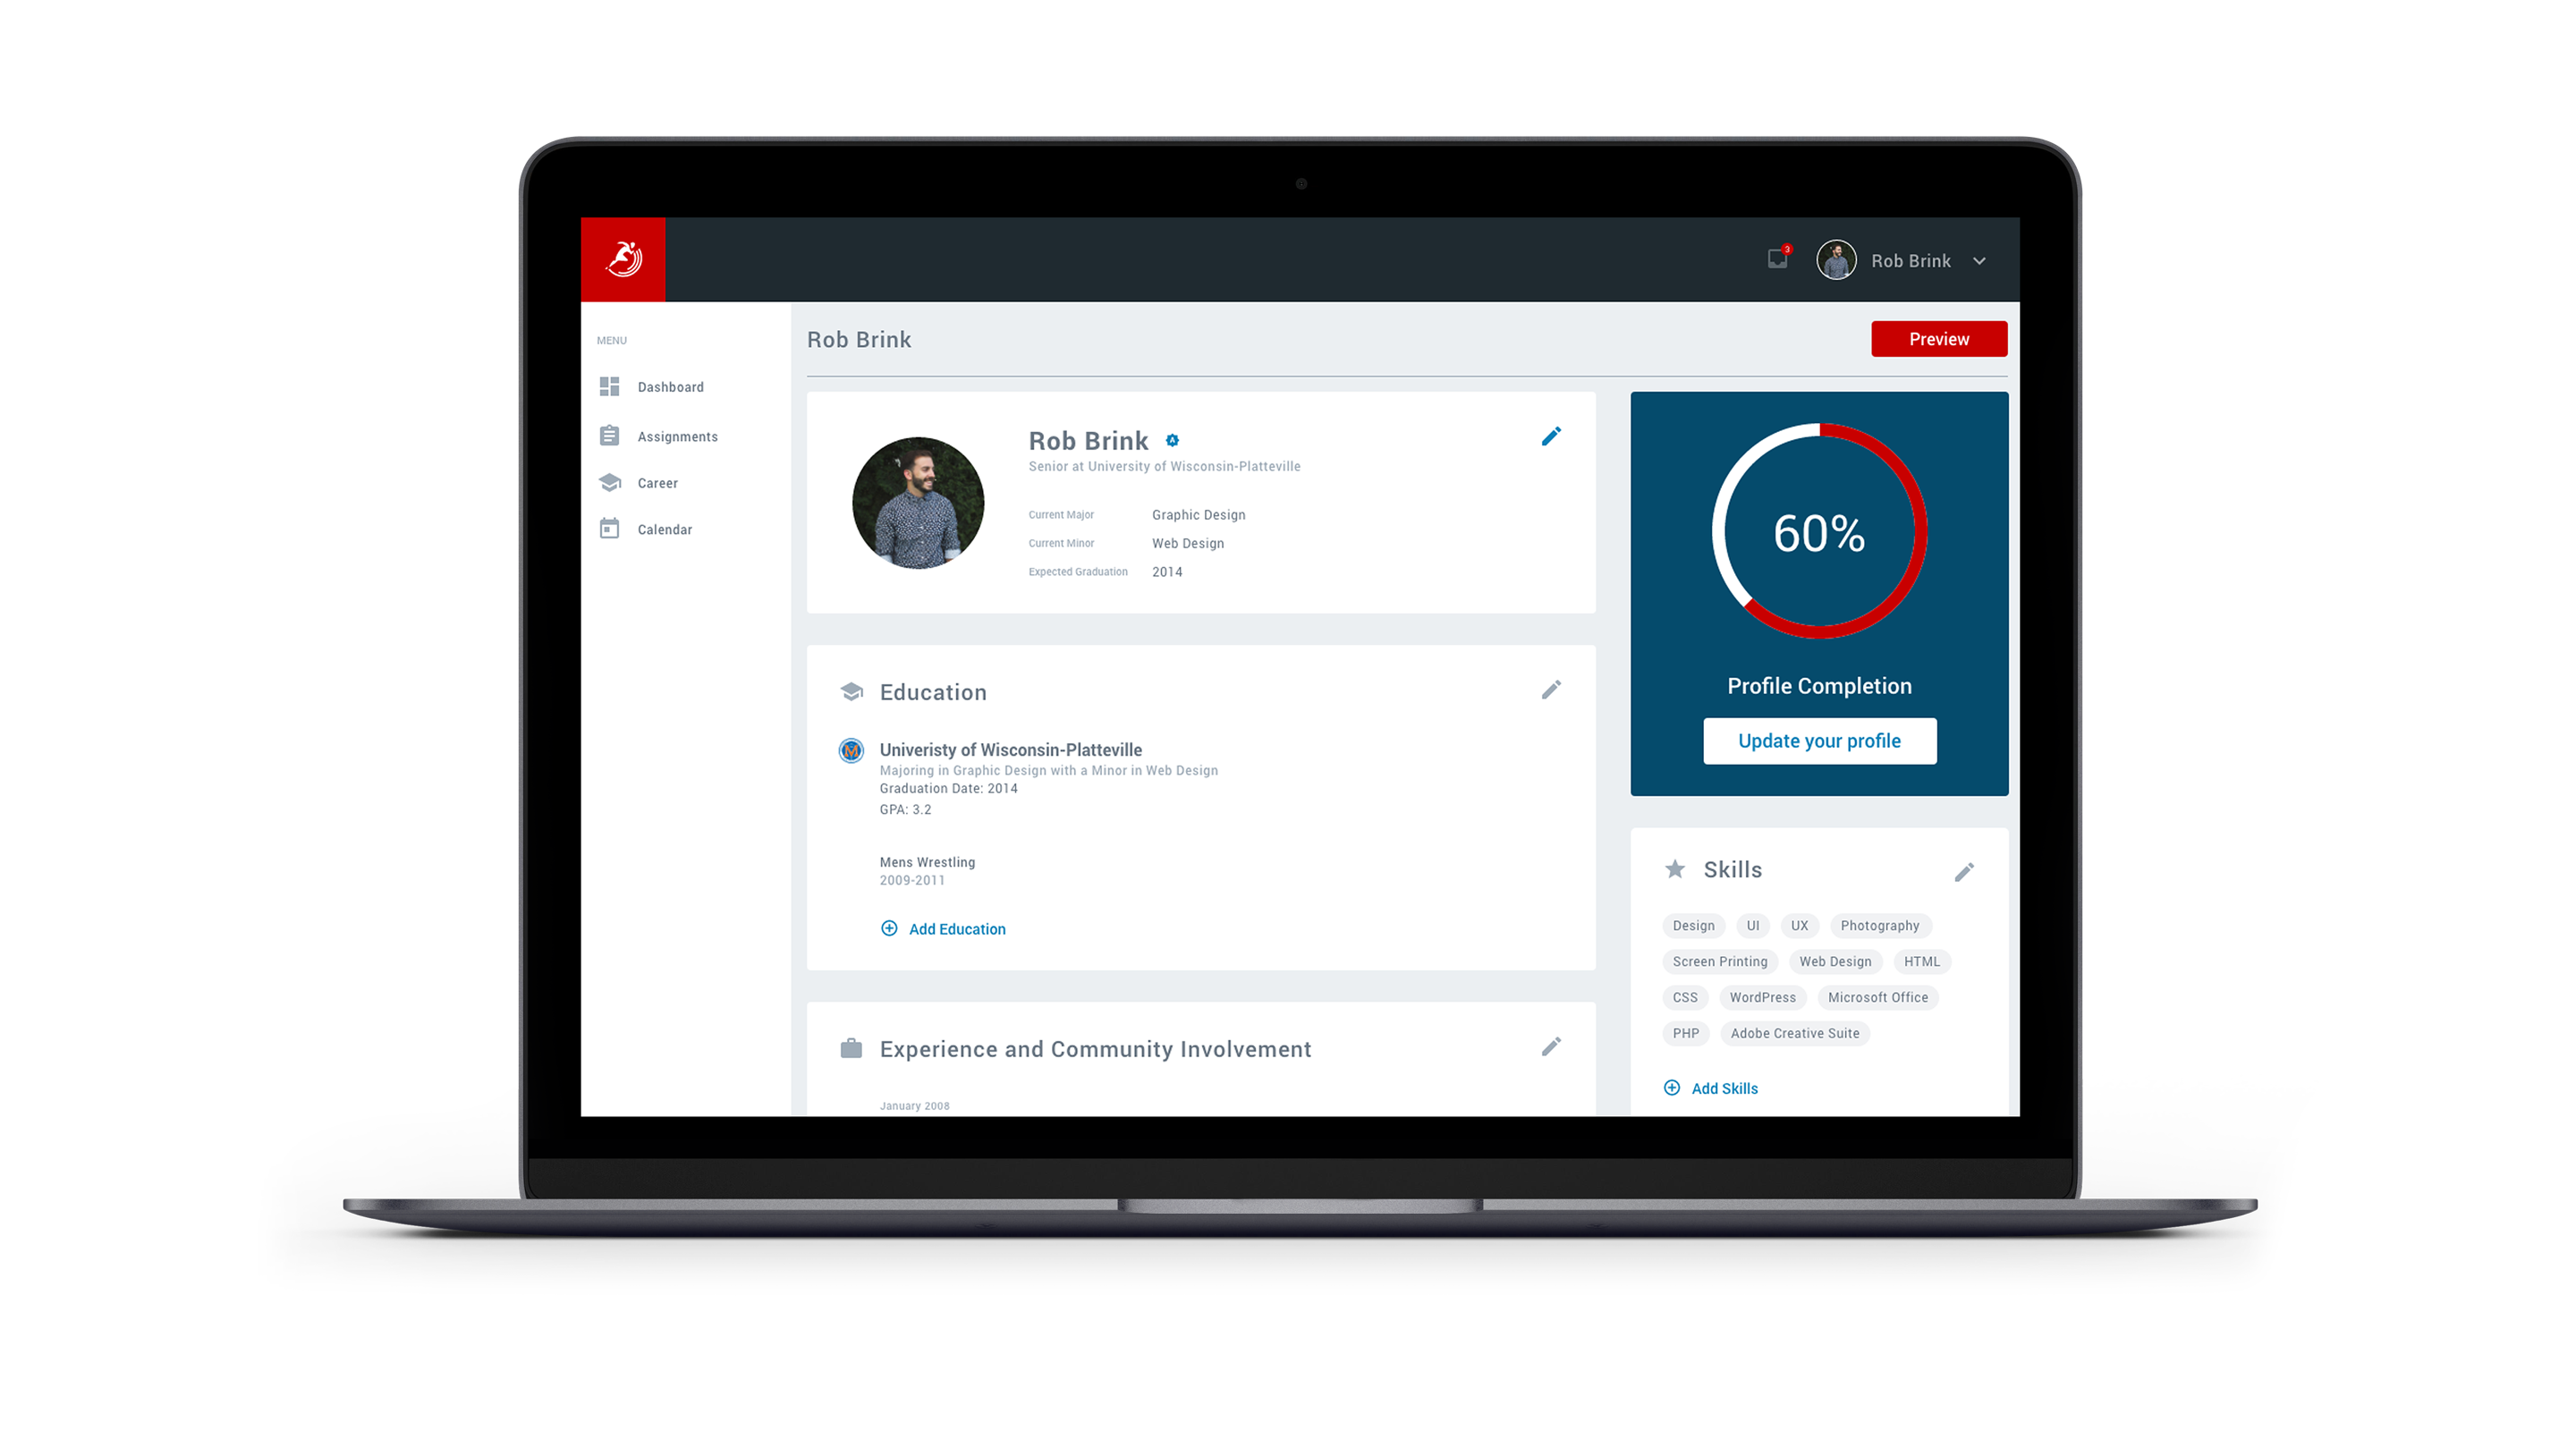 3
Rob Brink
MENU
Dashboard
Assignments
Career
Calendar
Rob Brink
Preview
Rob Brink
Senior at University of Wisconsin-Platteville
Current Major Graphic Design
Current Minor Web Design
Expected Graduation 2014
60%
Profile Completion
Update your profile
Education
Univeristy of Wisconsin-Platteville
Majoring in Graphic Design with a Minor in Web Design
Graduation Date: 2014
GPA: 3.2
Mens Wrestling
2009-2011
Add Education
Skills
Design UI UX Photography
Screen Printing Web Design HTML
CSS WordPress Microsoft Office
PHP Adobe Creative Suite
Add Skills
Experience and Community Involvement
January 2008